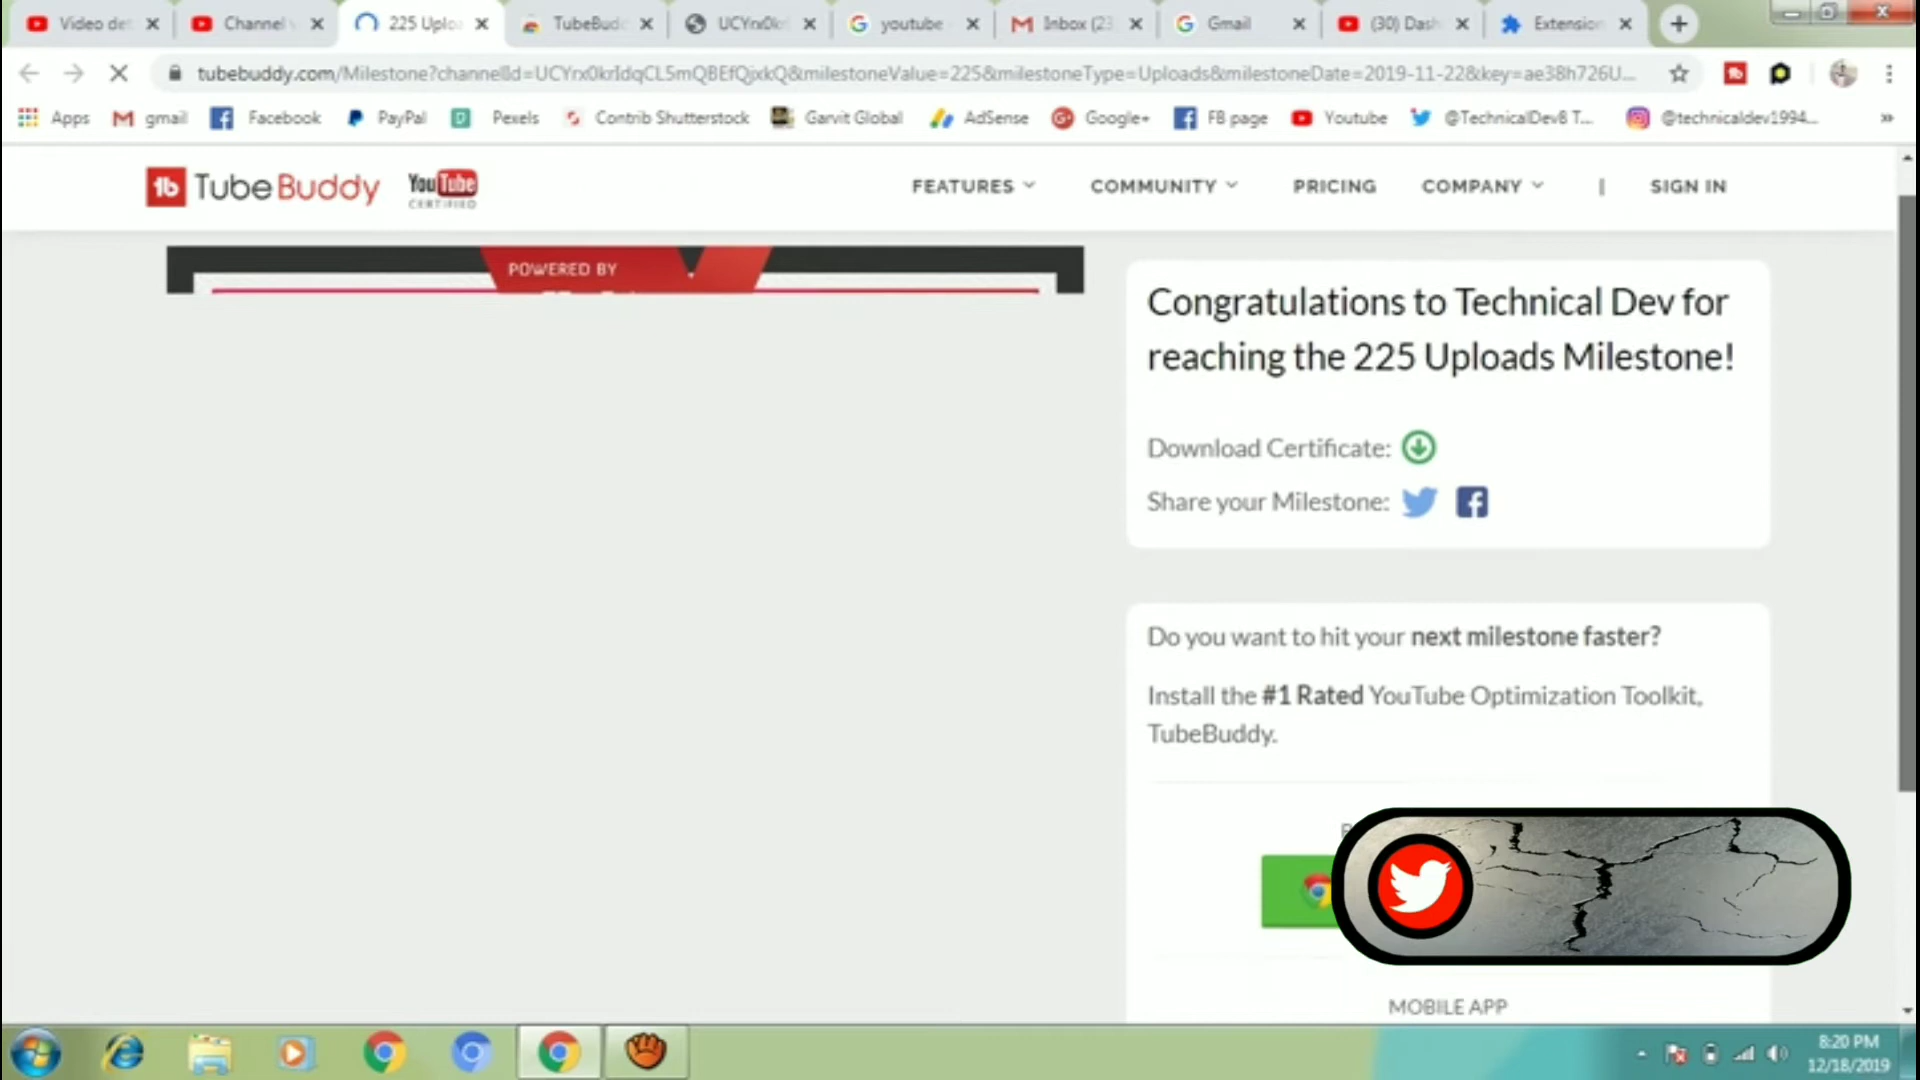 Video det
Channel v
225 Uploa
TubeBudd
UCYrx0kr
youtube
Inbox (23
Gmail
(30) Dash
Extension
tubebuddy.com/Milestone?channelId=UCYrx0krIdqCL5mQBEfQjxkQ&milestoneValue=225&milestoneType=Uploads&milestoneDate=2019-11-22&key=ae38h726U...
Apps
gmail
Facebook
PayPal
Pexels
Contrib Shutterstock
Garvit Global
AdSense
Google+
FB page
Youtube
@TechnicalDev8 T...
@technicaldev1994...
TubeBuddy
YouTube
CERTIFIED
FEATURES
COMMUNITY
PRICING
COMPANY
|
SIGN IN
POWERED BY
Congratulations to Technical Dev for
reaching the 225 Uploads Milestone!
Download Certificate:
Share your Milestone:
Do you want to hit your next milestone faster?
Install the #1 Rated YouTube Optimization Toolkit,
TubeBuddy.
MOBILE APP
8:20 PM
12/18/2019